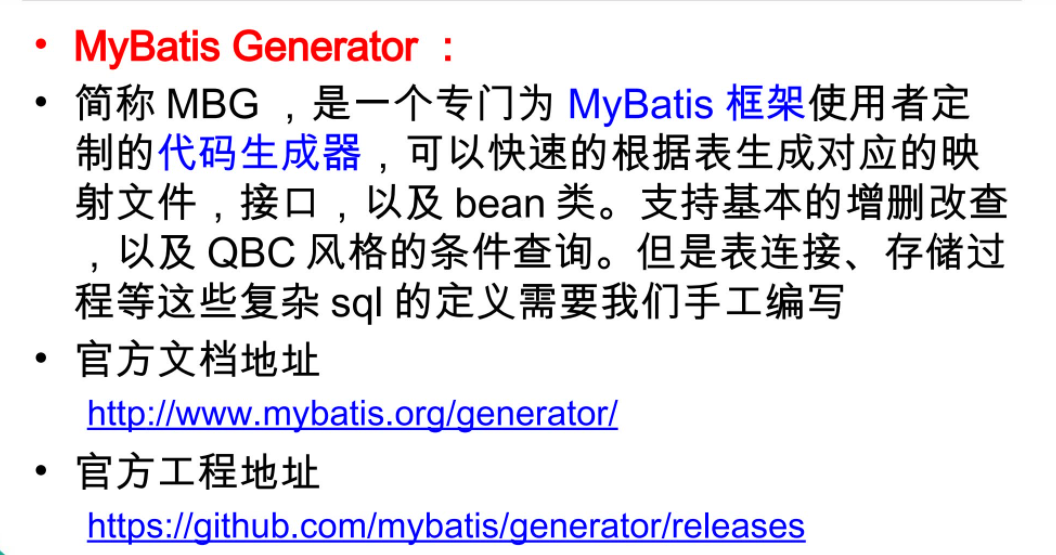 • MyBatis Generator ：
• 简称 MBG ，是一个专门为 MyBatis 框架使用者定
制的代码生成器，可以快速的根据表生成对应的映
射文件，接口，以及 bean 类。支持基本的增删改查
，以及 QBC 风格的条件查询。但是表连接、存储过
程等这些复杂 sql 的定义需要我们手工编写
• 官方文档地址
http://www.mybatis.org/generator/
• 官方工程地址
https://github.com/mybatis/generator/releases